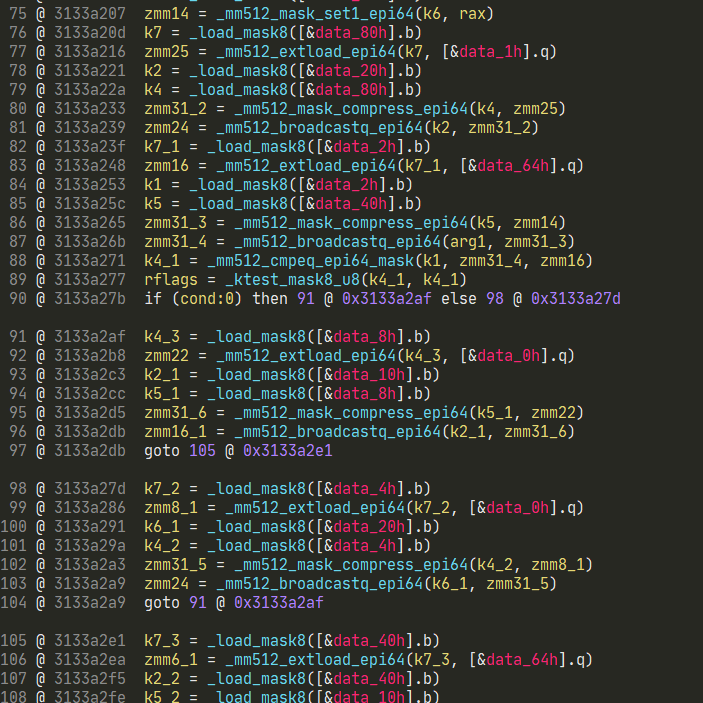 75 @ 3133a207 zmm14 = _mm512_mask_set1_epi64(k6, rax)
76 @ 3133a20d k7 = _load_mask8([&data_80h].b)
77 @ 3133a216 zmm25 = _mm512_extload_epi64(k7, [&data_1h].q)
78 @ 3133a221 k2 = _load_mask8([&data_20h].b)
79 @ 3133a22a k4 = _load_mask8([&data_80h].b)
80 @ 3133a233 zmm31_2 = _mm512_mask_compress_epi64(k4, zmm25)
81 @ 3133a239 zmm24 = _mm512_broadcastq_epi64(k2, zmm31_2)
82 @ 3133a23f k7_1 = _load_mask8([&data_2h].b)
83 @ 3133a248 zmm16 = _mm512_extload_epi64(k7_1, [&data_64h].q)
84 @ 3133a253 k1 = _load_mask8([&data_2h].b)
85 @ 3133a25c k5 = _load_mask8([&data_40h].b)
86 @ 3133a265 zmm31_3 = _mm512_mask_compress_epi64(k5, zmm14)
87 @ 3133a26b zmm31_4 = _mm512_broadcastq_epi64(arg1, zmm31_3)
88 @ 3133a271 k4_1 = _mm512_cmpeq_epi64_mask(k1, zmm31_4, zmm16)
89 @ 3133a277 rflags = _ktest_mask8_u8(k4_1, k4_1)
90 @ 3133a27b if (cond:0) then 91 @ 0x3133a2af else 98 @ 0x3133a27d
91 @ 3133a2af k4_3 = _load_mask8([&data_8h].b)
92 @ 3133a2b8 zmm22 = _mm512_extload_epi64(k4_3, [&data_0h].q)
93 @ 3133a2c3 k2_1 = _load_mask8([&data_10h].b)
94 @ 3133a2cc k5_1 = _load_mask8([&data_8h].b)
95 @ 3133a2d5 zmm31_6 = _mm512_mask_compress_epi64(k5_1, zmm22)
96 @ 3133a2db zmm16_1 = _mm512_broadcastq_epi64(k2_1, zmm31_6)
97 @ 3133a2db goto 105 @ 0x3133a2e1
98 @ 3133a27d k7_2 = _load_mask8([&data_4h].b)
99 @ 3133a286 zmm8_1 = _mm512_extload_epi64(k7_2, [&data_0h].q)
100 @ 3133a291 k6_1 = _load_mask8([&data_20h].b)
101 @ 3133a29a k4_2 = _load_mask8([&data_4h].b)
102 @ 3133a2a3 zmm31_5 = _mm512_mask_compress_epi64(k4_2, zmm8_1)
103 @ 3133a2a9 zmm24 = _mm512_broadcastq_epi64(k6_1, zmm31_5)
104 @ 3133a2a9 goto 91 @ 0x3133a2af
105 @ 3133a2e1 k7_3 = _load_mask8([&data_40h].b)
106 @ 3133a2ea zmm6_1 = _mm512_extload_epi64(k7_3, [&data_64h].q)
107 @ 3133a2f5 k2_2 = _load_mask8([&data_40h].b)
108 @ 3133a2fe k5_2 = _load_mask8([&data_10h].b)